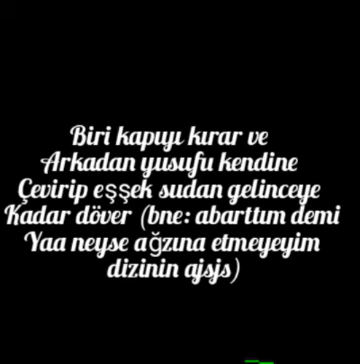 Biri kapıyı kırar ve
Arkadan yusufu kendine
Çevirip eşşek sudan gelinceye
Kadar döver (bne: abarttım demi
Yaa neyse ağzına etmeyeyim
dizinin ajsjs)